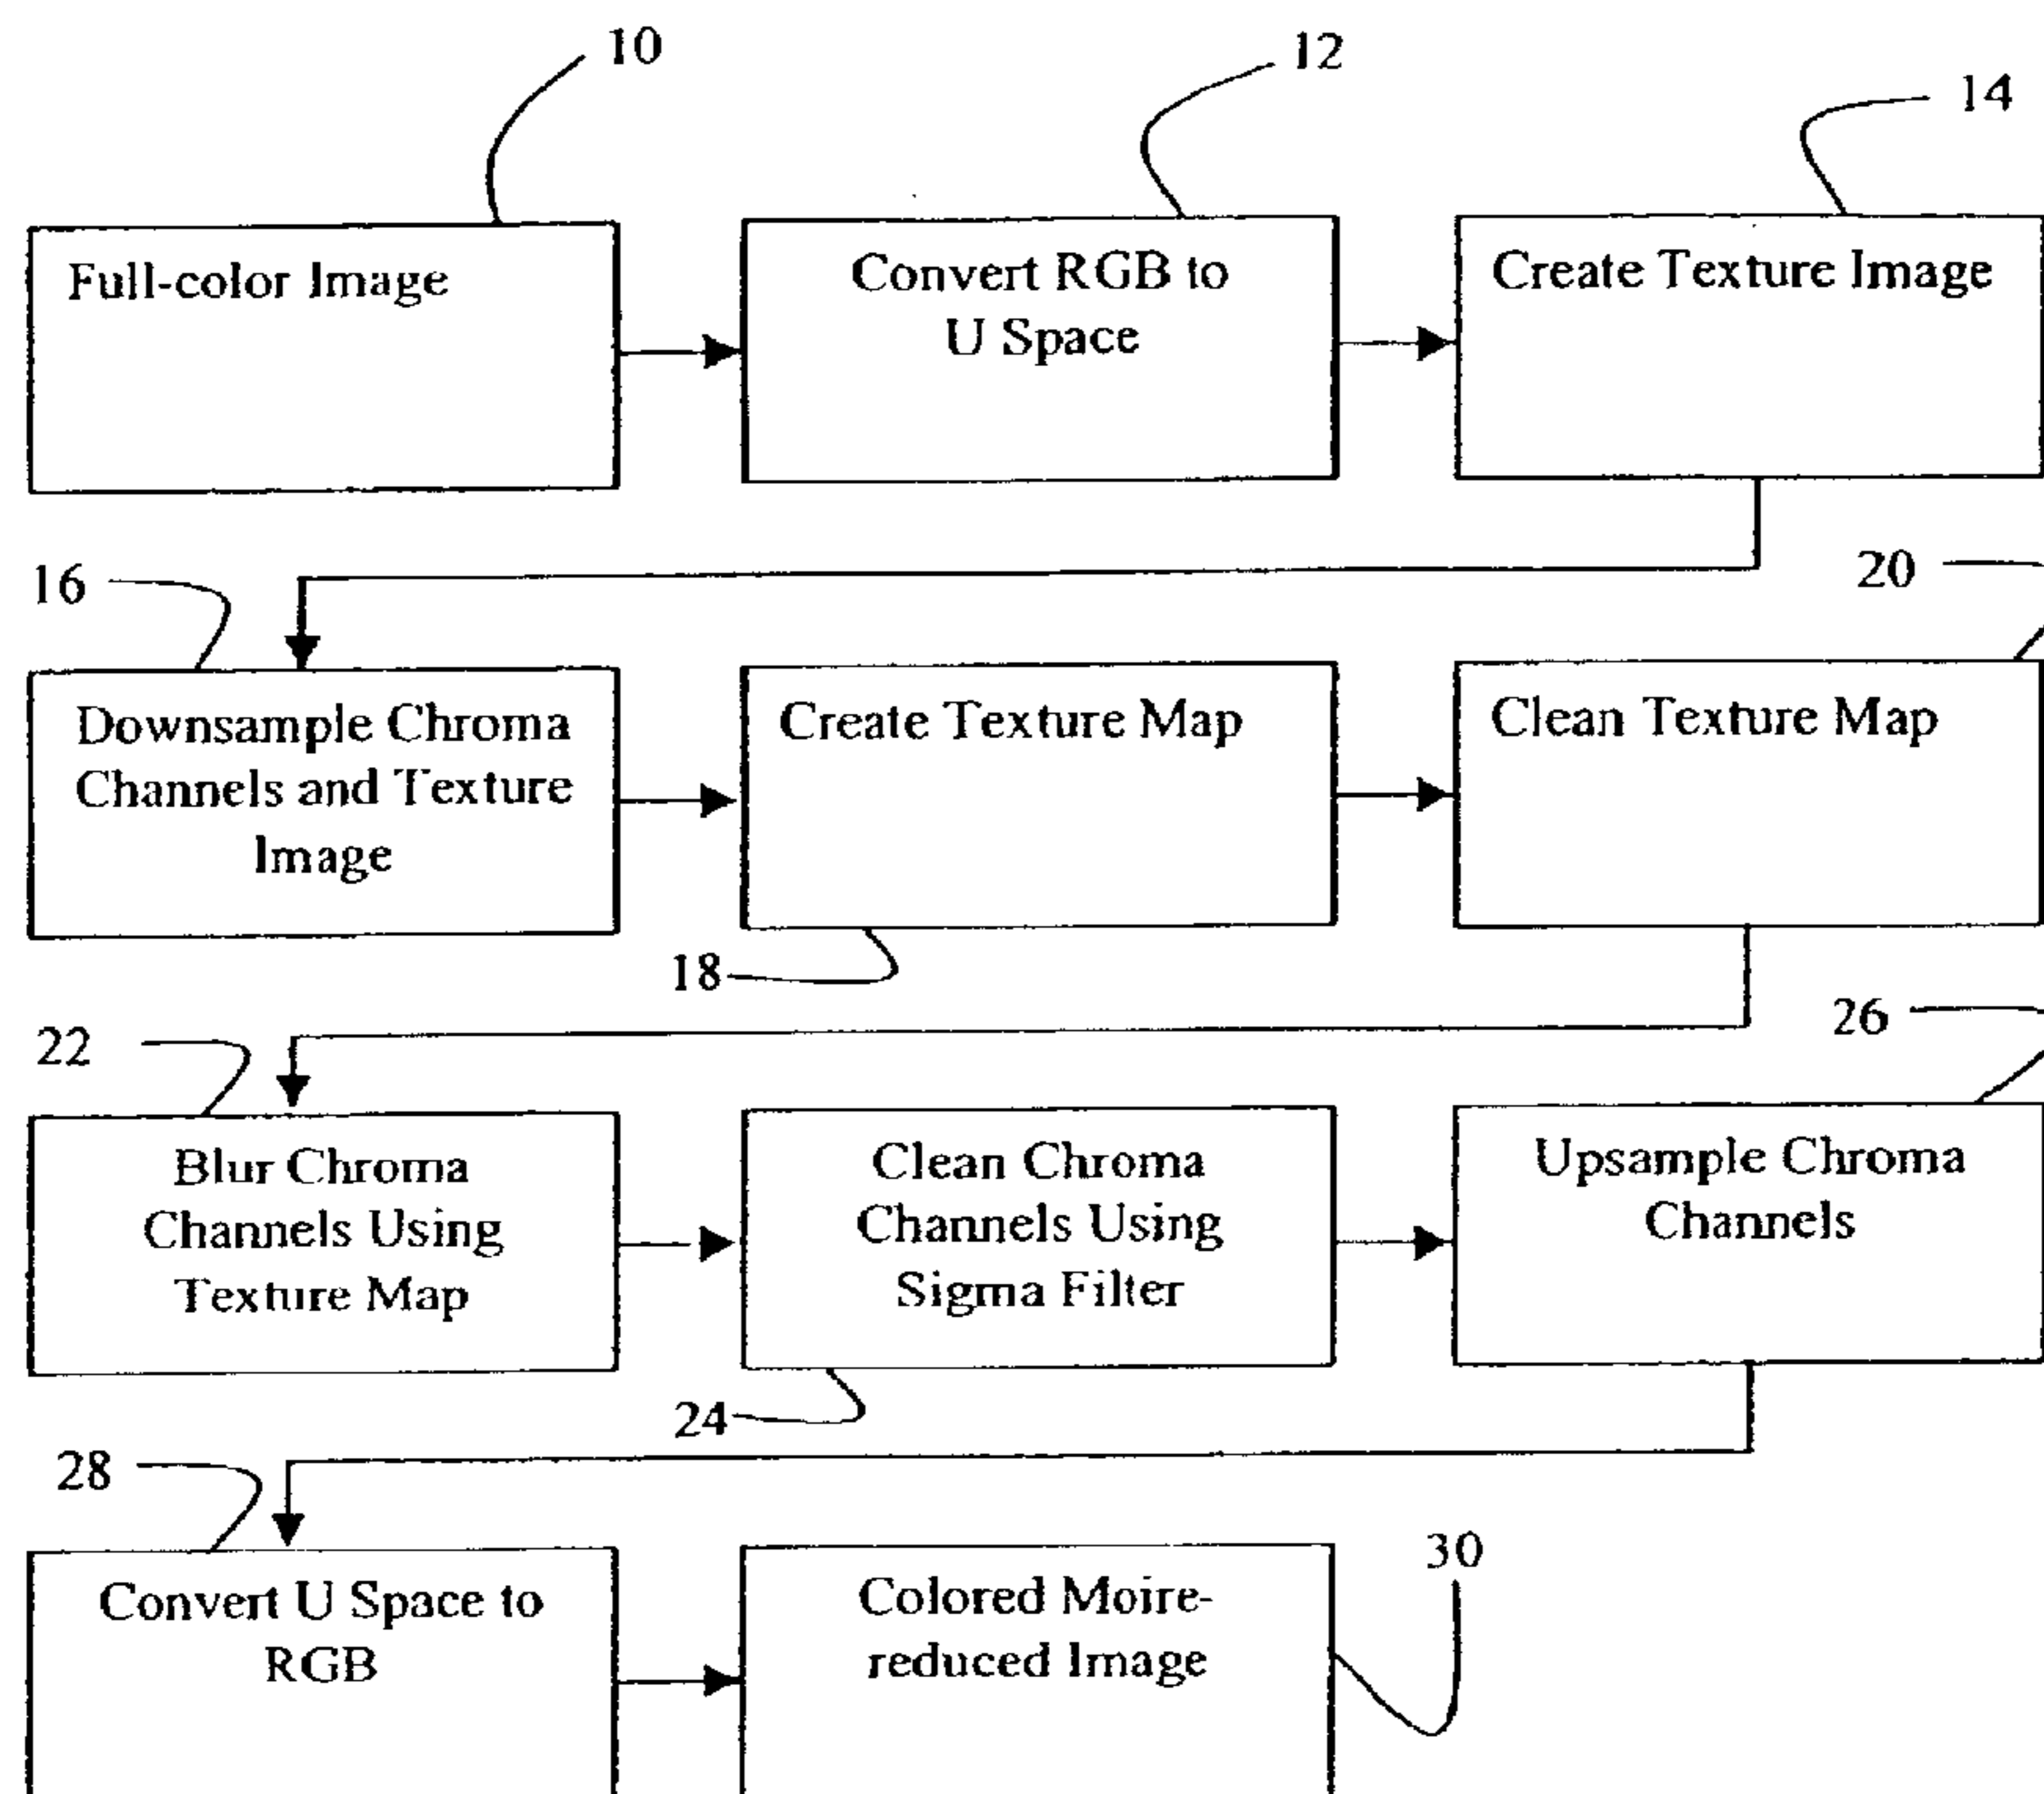 10
12
14
Full-color Image
Convert RGB to
U Space
Create Texture Image
16
20
Downsample Chroma
Channels and Texture
Image
Create Texture Map
Clean Texture Map
18
22
26
Blur Chroma
Channels Using
Texture Map
Clean Chroma
Channels Using
Sigma Filter
Upsample Chroma
Channels
24
28
30
Convert U Space to
RGB
Colored Moire-
reduced Image